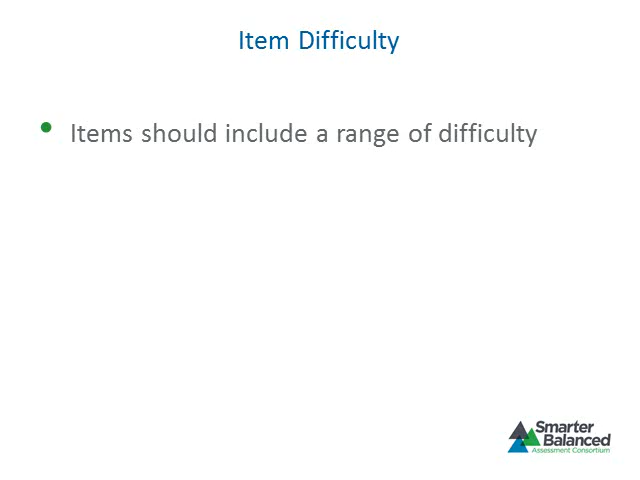 Item Difficulty
Items should include a range of difficulty
Smarter
Balanced
Assessment Consortium